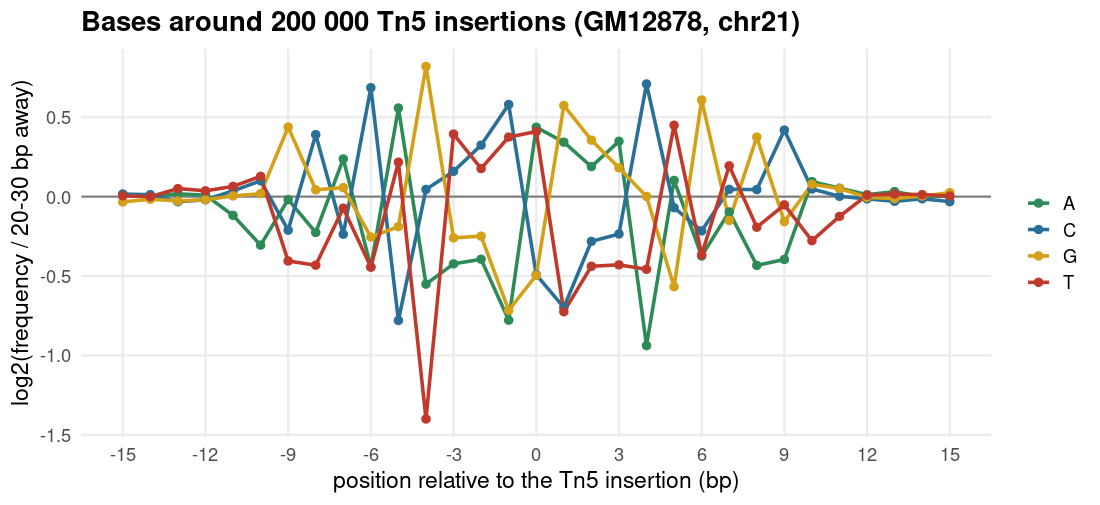 Bases around 200 000 Tn5 insertions (GM12878, chr21)
log2(frequency / 20-30 bp away)
0.5
0.0
-0.5
-1.0
-1.5
-15 -12 -9 -6 -3 0 3 6 9 12 15
position relative to the Tn5 insertion (bp)
A
C
G
T